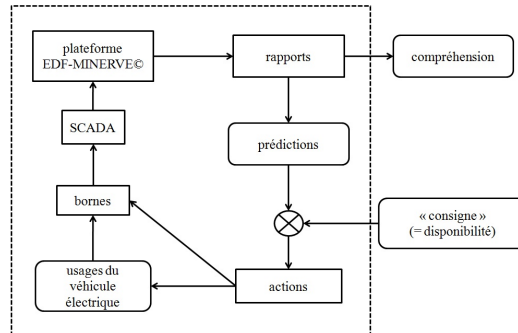 plateforme
EDF-MINERVE©
rapports
compréhension
SCADA
prédictions
bornes
« consigne »
(= disponibilité)
usages du
véhicule
électrique
actions